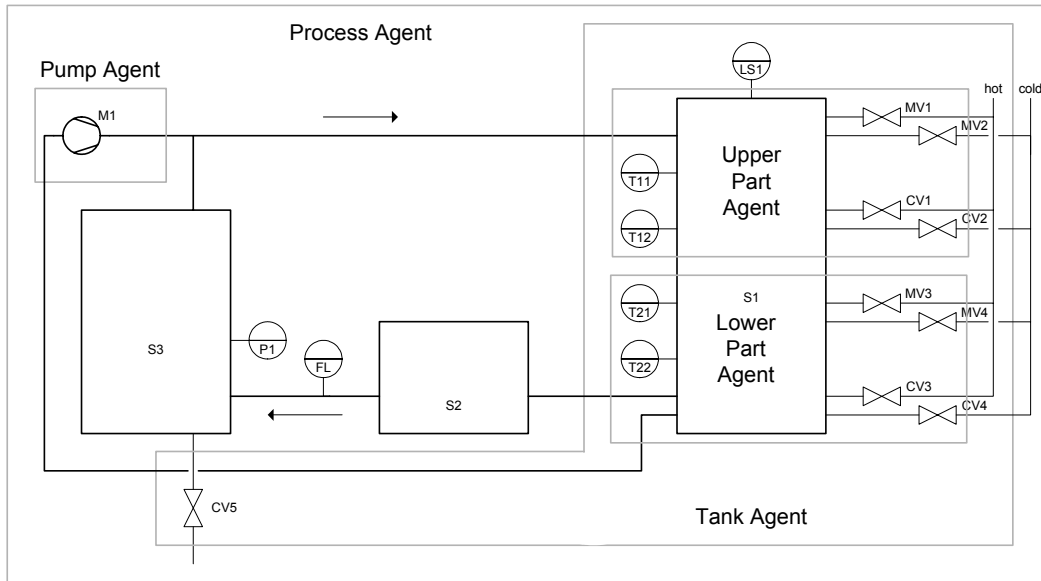 Process Agent
Pump Agent
M1
LS1
hot
cold
MV1
MV2
Upper
Part
Agent
T11
T12
CV1
CV2
S3
P1
FL
S2
T21
T22
S1
Lower
Part
Agent
MV3
MV4
CV3
CV4
CV5
Tank Agent